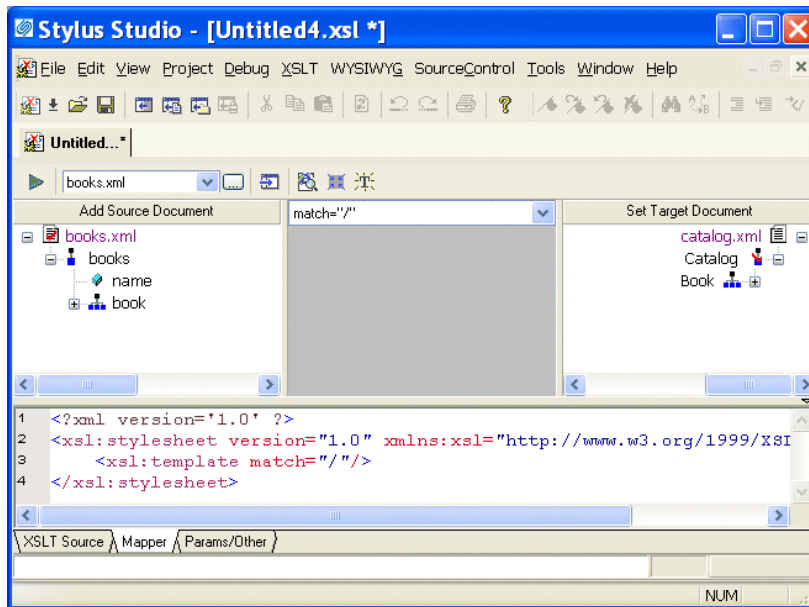 Stylus Studio - [Untitled4.xsl *]
File Edit View Project Debug XSLT WYSIWYG SourceControl Tools Window Help
Untitled...*
books.xml
Add Source Document
match="/"
Set Target Document
books.xml
catalog.xml
books
Catalog
name
Book
book
1 <?xml version='1.0' ?>
2 <xsl:stylesheet version="1.0" xmlns:xsl="http://www.w3.org/1999/XSl
3 <xsl:template match="/"/>
4 </xsl:stylesheet>
XSLT Source Mapper Params/Other
NUM